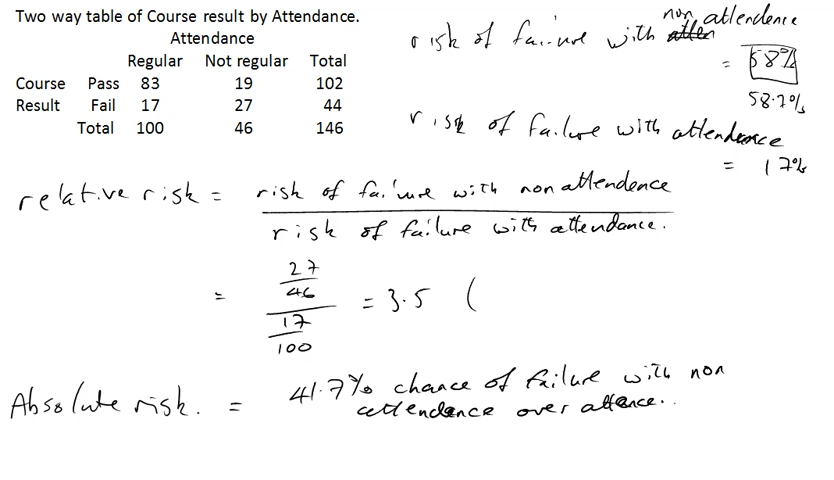 Two way table of Course result by Attendance.
Attendance
Regular Not regular Total
Course Pass 83 19 102
Result Fail 17 27 44
Total 100 46 146
non
risk of failure with atten attendence
= 58%
58.7%
risk of failure with attendance
= 17%
relative risk = risk of failure with non attendence
risk of failure with attendance.
27
46
= = 3.5 (
17
100
Absolute risk. = 41.7% chance of failure with non
attendence over attence..